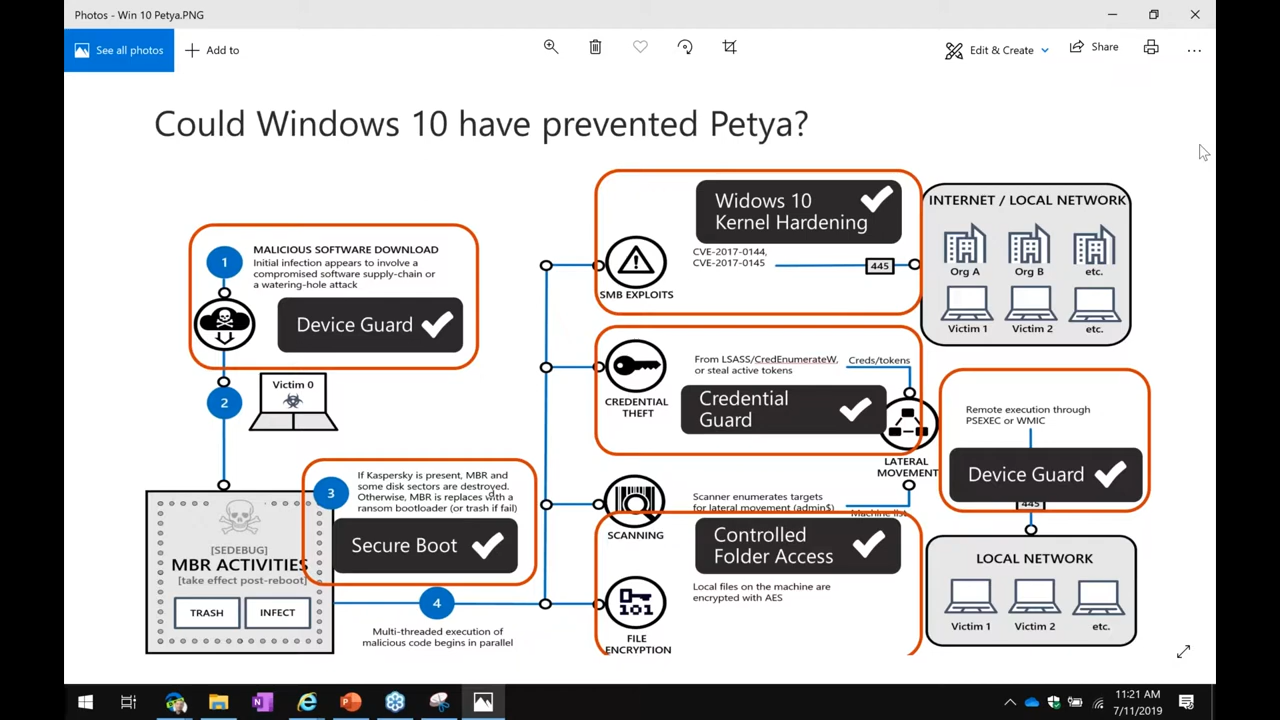 Photos - Win 10 Petya.PNG
See all photos
Add to
Edit & Create
Share
Could Windows 10 have prevented Petya?
1
MALICIOUS SOFTWARE DOWNLOAD
Initial infection appears to involve a
compromised software supply-chain or
a watering-hole attack
Device Guard
2
Victim 0
3
If Kaspersky is present, MBR and
some disk sectors are destroyed.
Otherwise, MBR is replaces with a
ransom bootloader (or trash if fail)
Secure Boot
[SEDEBUG]
MBR ACTIVITIES
[take effect post-reboot]
TRASH
INFECT
4
Multi-threaded execution of
malicious code begins in parallel
Widows 10
Kernel Hardening
CVE-2017-0144,
CVE-2017-0145
445
SMB EXPLOITS
INTERNET / LOCAL NETWORK
Org A
Org B
etc.
Victim 1
Victim 2
etc.
From LSASS/CredEnumerateW,
or steal active tokens
Creds/tokens
CREDENTIAL
THEFT
Credential
Guard
LATERAL
MOVEMENT
Remote execution through
PSEXEC or WMIC
Device Guard
445
Scanner enumerates targets
for lateral movement (admin$)
Machine list
SCANNING
Controlled
Folder Access
Local files on the machine are
encrypted with AES
101
FILE
ENCRYPTION
LOCAL NETWORK
Victim 1
Victim 2
etc.
11:21 AM
7/11/2019